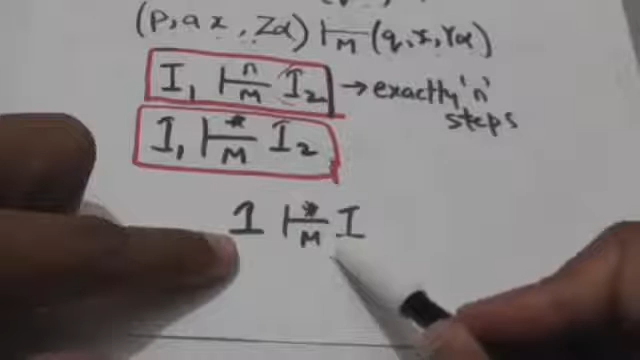 (p, ax, Zα) ⊢M (q, x, Yα)
I₁ ⊢ⁿM I₂ → exactly 'n' steps
I₁ ⊢*M I₂
I ⊢*M I